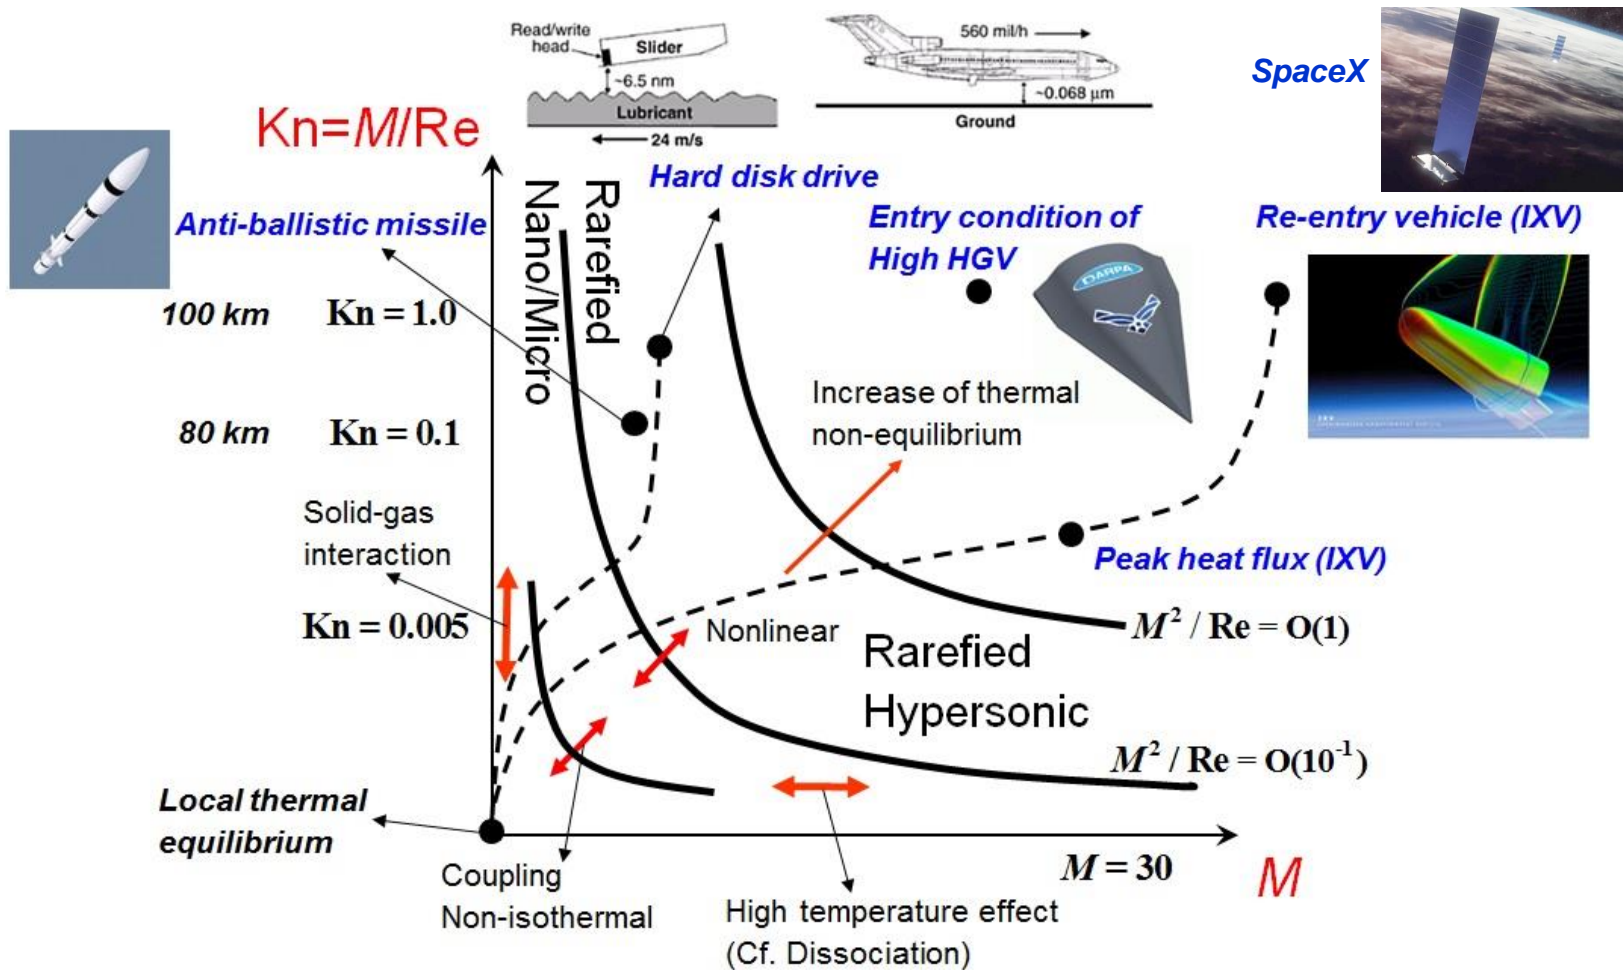 Read/write
head
Slider
~6.5 nm
Lubricant
24 m/s
560 mil/h
~0.068 μm
Ground
SpaceX
Kn=M/Re
Hard disk drive
Anti-ballistic missile
Rarefied
Nano/Micro
Entry condition of
High HGV
DARPA
Re-entry vehicle (IXV)
100 km Kn = 1.0
80 km Kn = 0.1
Increase of thermal
non-equilibrium
Solid-gas
interaction
Kn = 0.005
Peak heat flux (IXV)
Nonlinear
M² / Re = O(1)
Rarefied
Hypersonic
M² / Re = O(10⁻¹)
Local thermal
equilibrium
M = 30
M
Coupling
Non-isothermal
High temperature effect
(Cf. Dissociation)